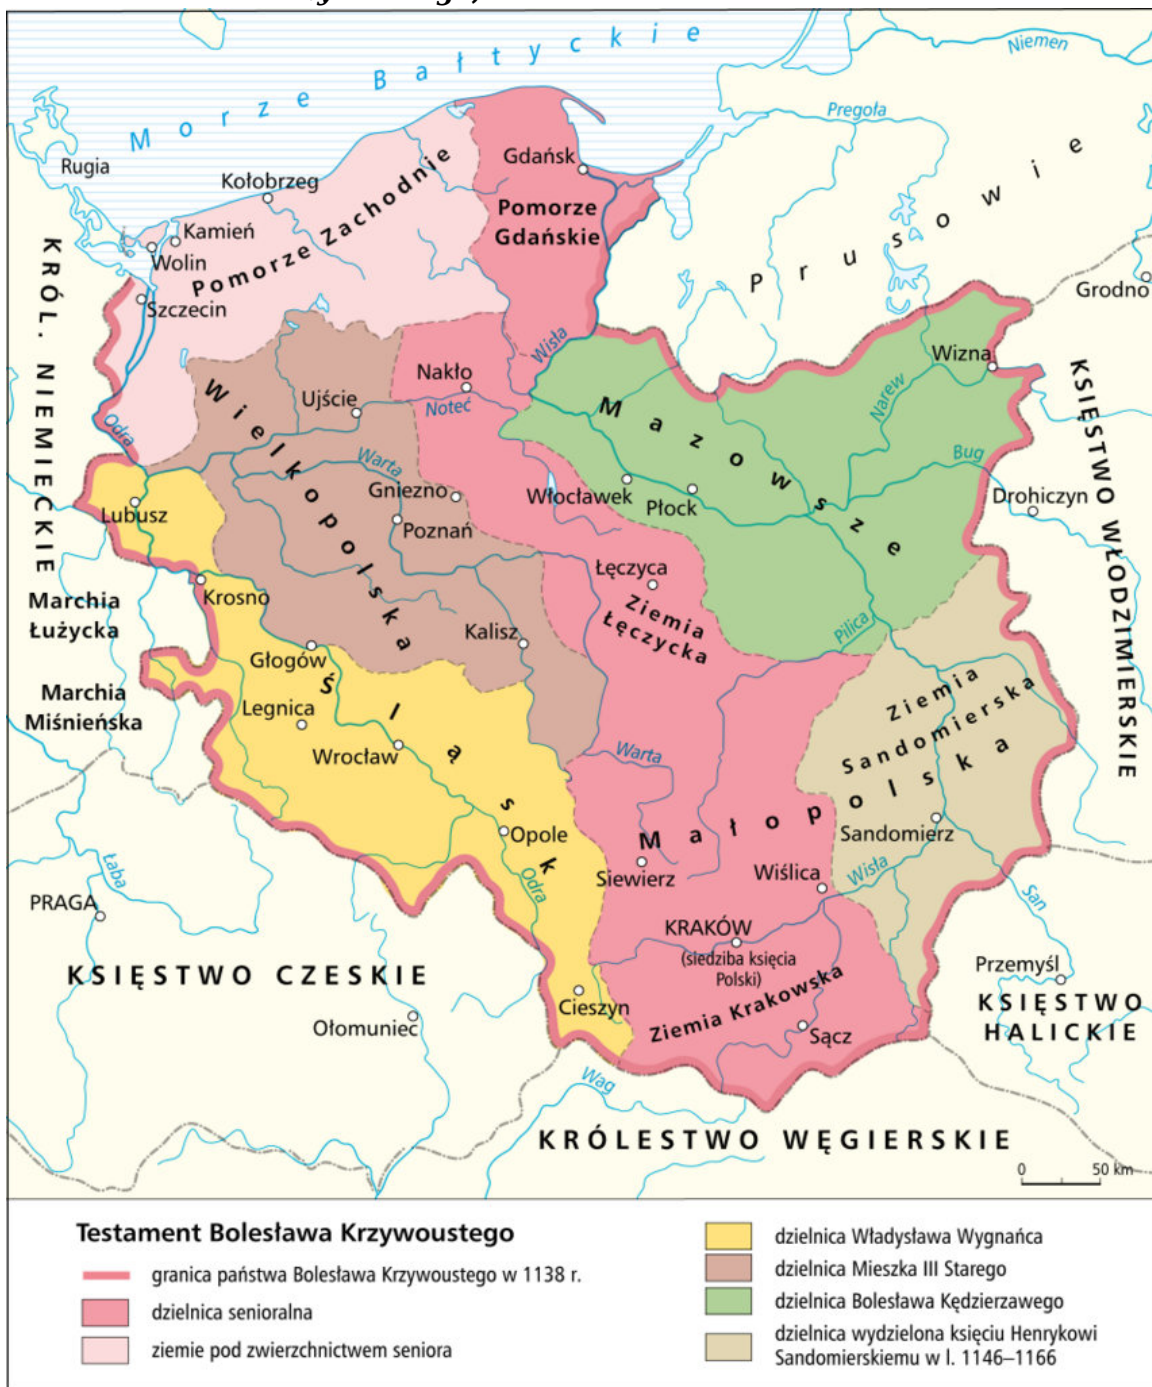 Morze Bałtyckie
Niemen
Pregoła
Rugia
Gdańsk
Kołobrzeg
Pomorze Zachodnie
Pomorze
Gdańskie
Prusowie
Kamień
Wolin
Szczecin
Grodno
KRÓL. NIEMIECKIE
Wisła
Wizna
Nakło
Ujście
Noteć
Narew
Mazowsze
Wielkopolska
Odra
Warta
Bug
KSIĘSTWO WŁODZIMIERSKIE
Gniezno
Włocławek
Płock
Drohiczyn
Lubusz
Poznań
Łęczyca
Krosno
Marchia
Łużycka
Ziemia
Łęczycka
Kalisz
Pilica
Głogów
Śląsk
Marchia
Miśnieńska
Legnica
Wrocław
Warta
Ziemia
Sandomierska
Małopolska
Opole
Sandomierz
Siewierz
Wiślica
Wisła
Łaba
Odra
San
PRAGA
KRAKÓW
(siedziba księcia
Polski)
KSIĘSTWO CZESKIE
Ziemia Krakowska
Przemyśl
Cieszyn
KSIĘSTWO
HALICKIE
Ołomuniec
Sącz
Wag
KRÓLESTWO WĘGIERSKIE
0 50 km
Testament Bolesława Krzywoustego
granica państwa Bolesława Krzywoustego w 1138 r.
dzielnica senioralna
ziemie pod zwierzchnictwem seniora
dzielnica Władysława Wygnańca
dzielnica Mieszka III Starego
dzielnica Bolesława Kędzierzawego
dzielnica wydzielona księciu Henrykowi
Sandomierskiemu w l. 1146–1166